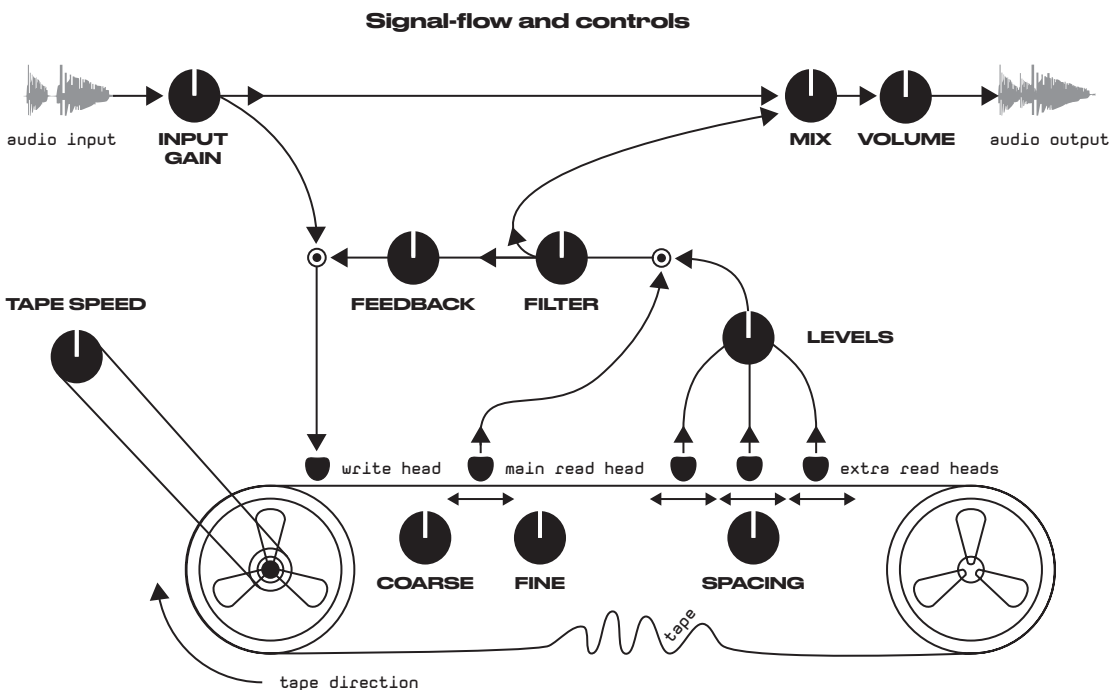 Signal-flow and controls
audio input
INPUT
GAIN
MIX
VOLUME
audio output
TAPE SPEED
FEEDBACK
FILTER
LEVELS
write head
main read head
extra read heads
COARSE
FINE
SPACING
tape
tape direction